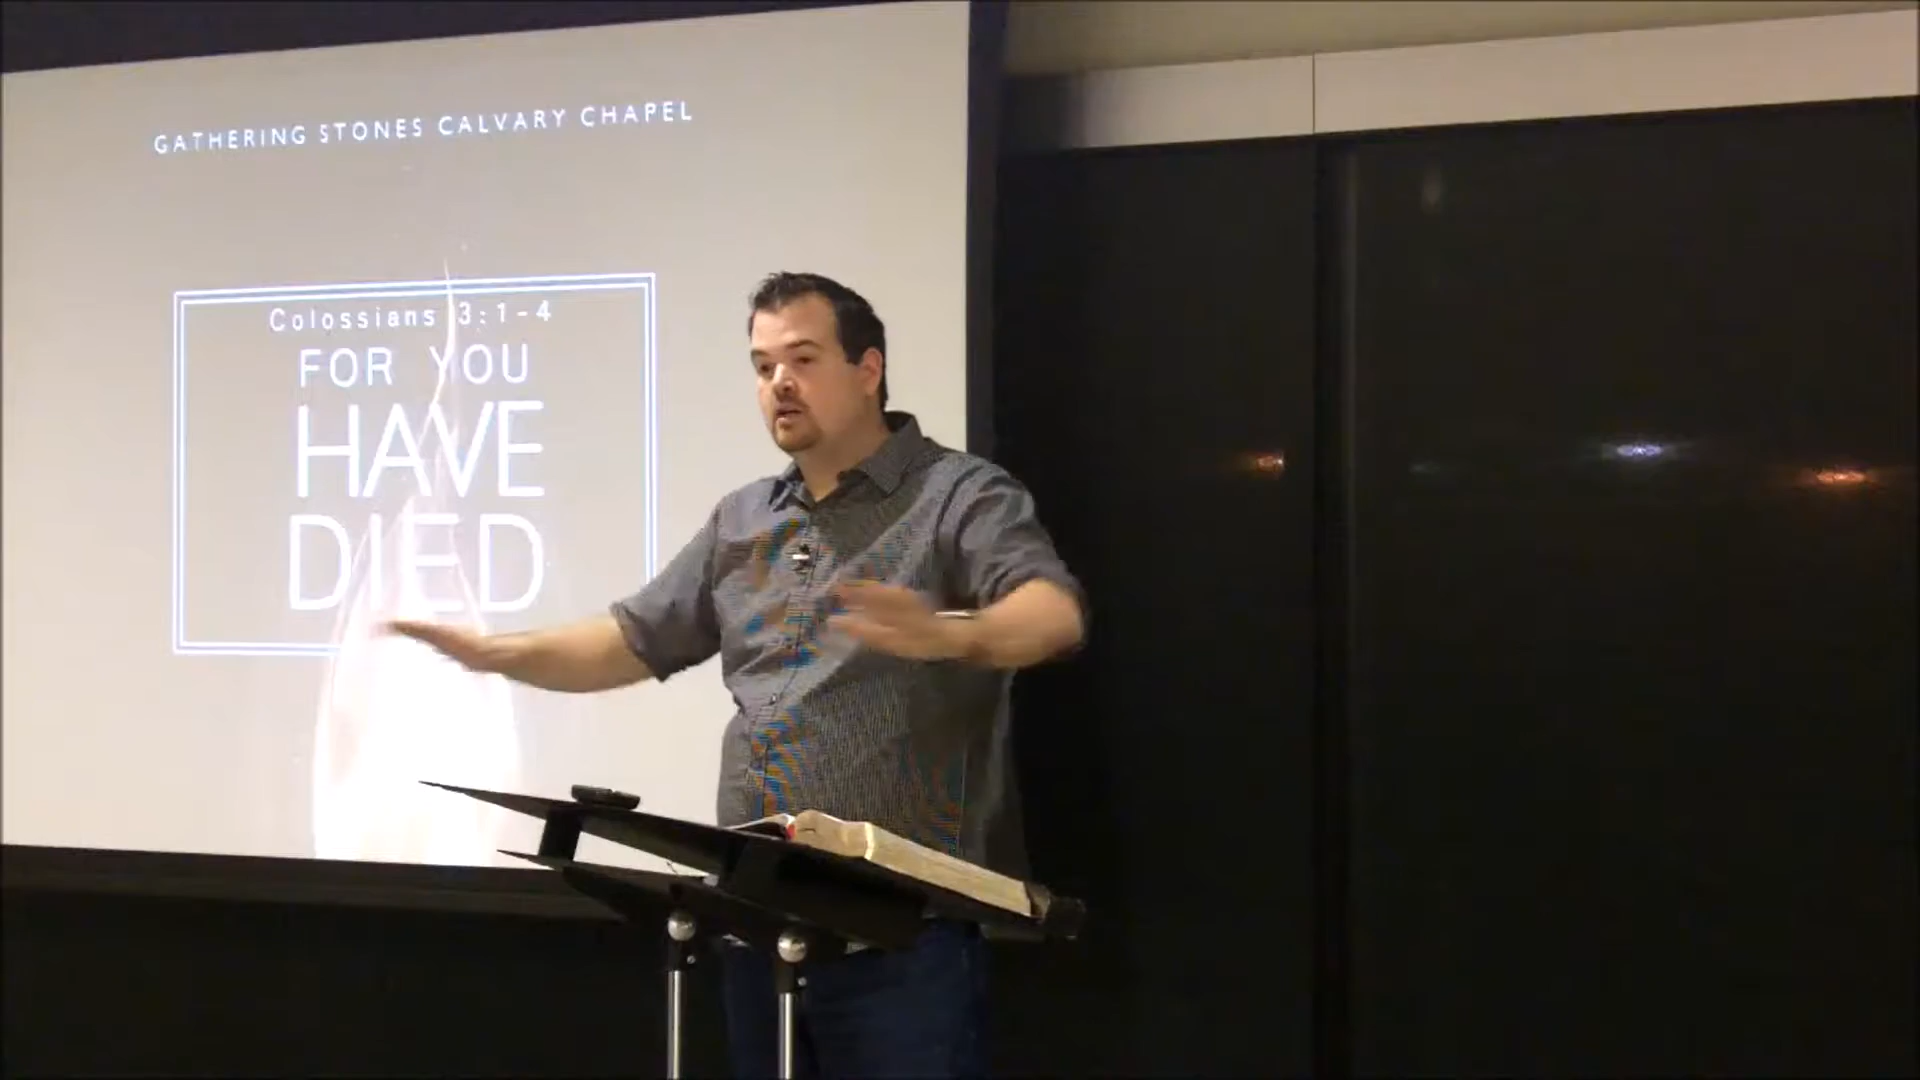 GATHERING STONES CALVARY CHAPEL
Colossians 3:1-4
FOR YOU
HAVE
DIED